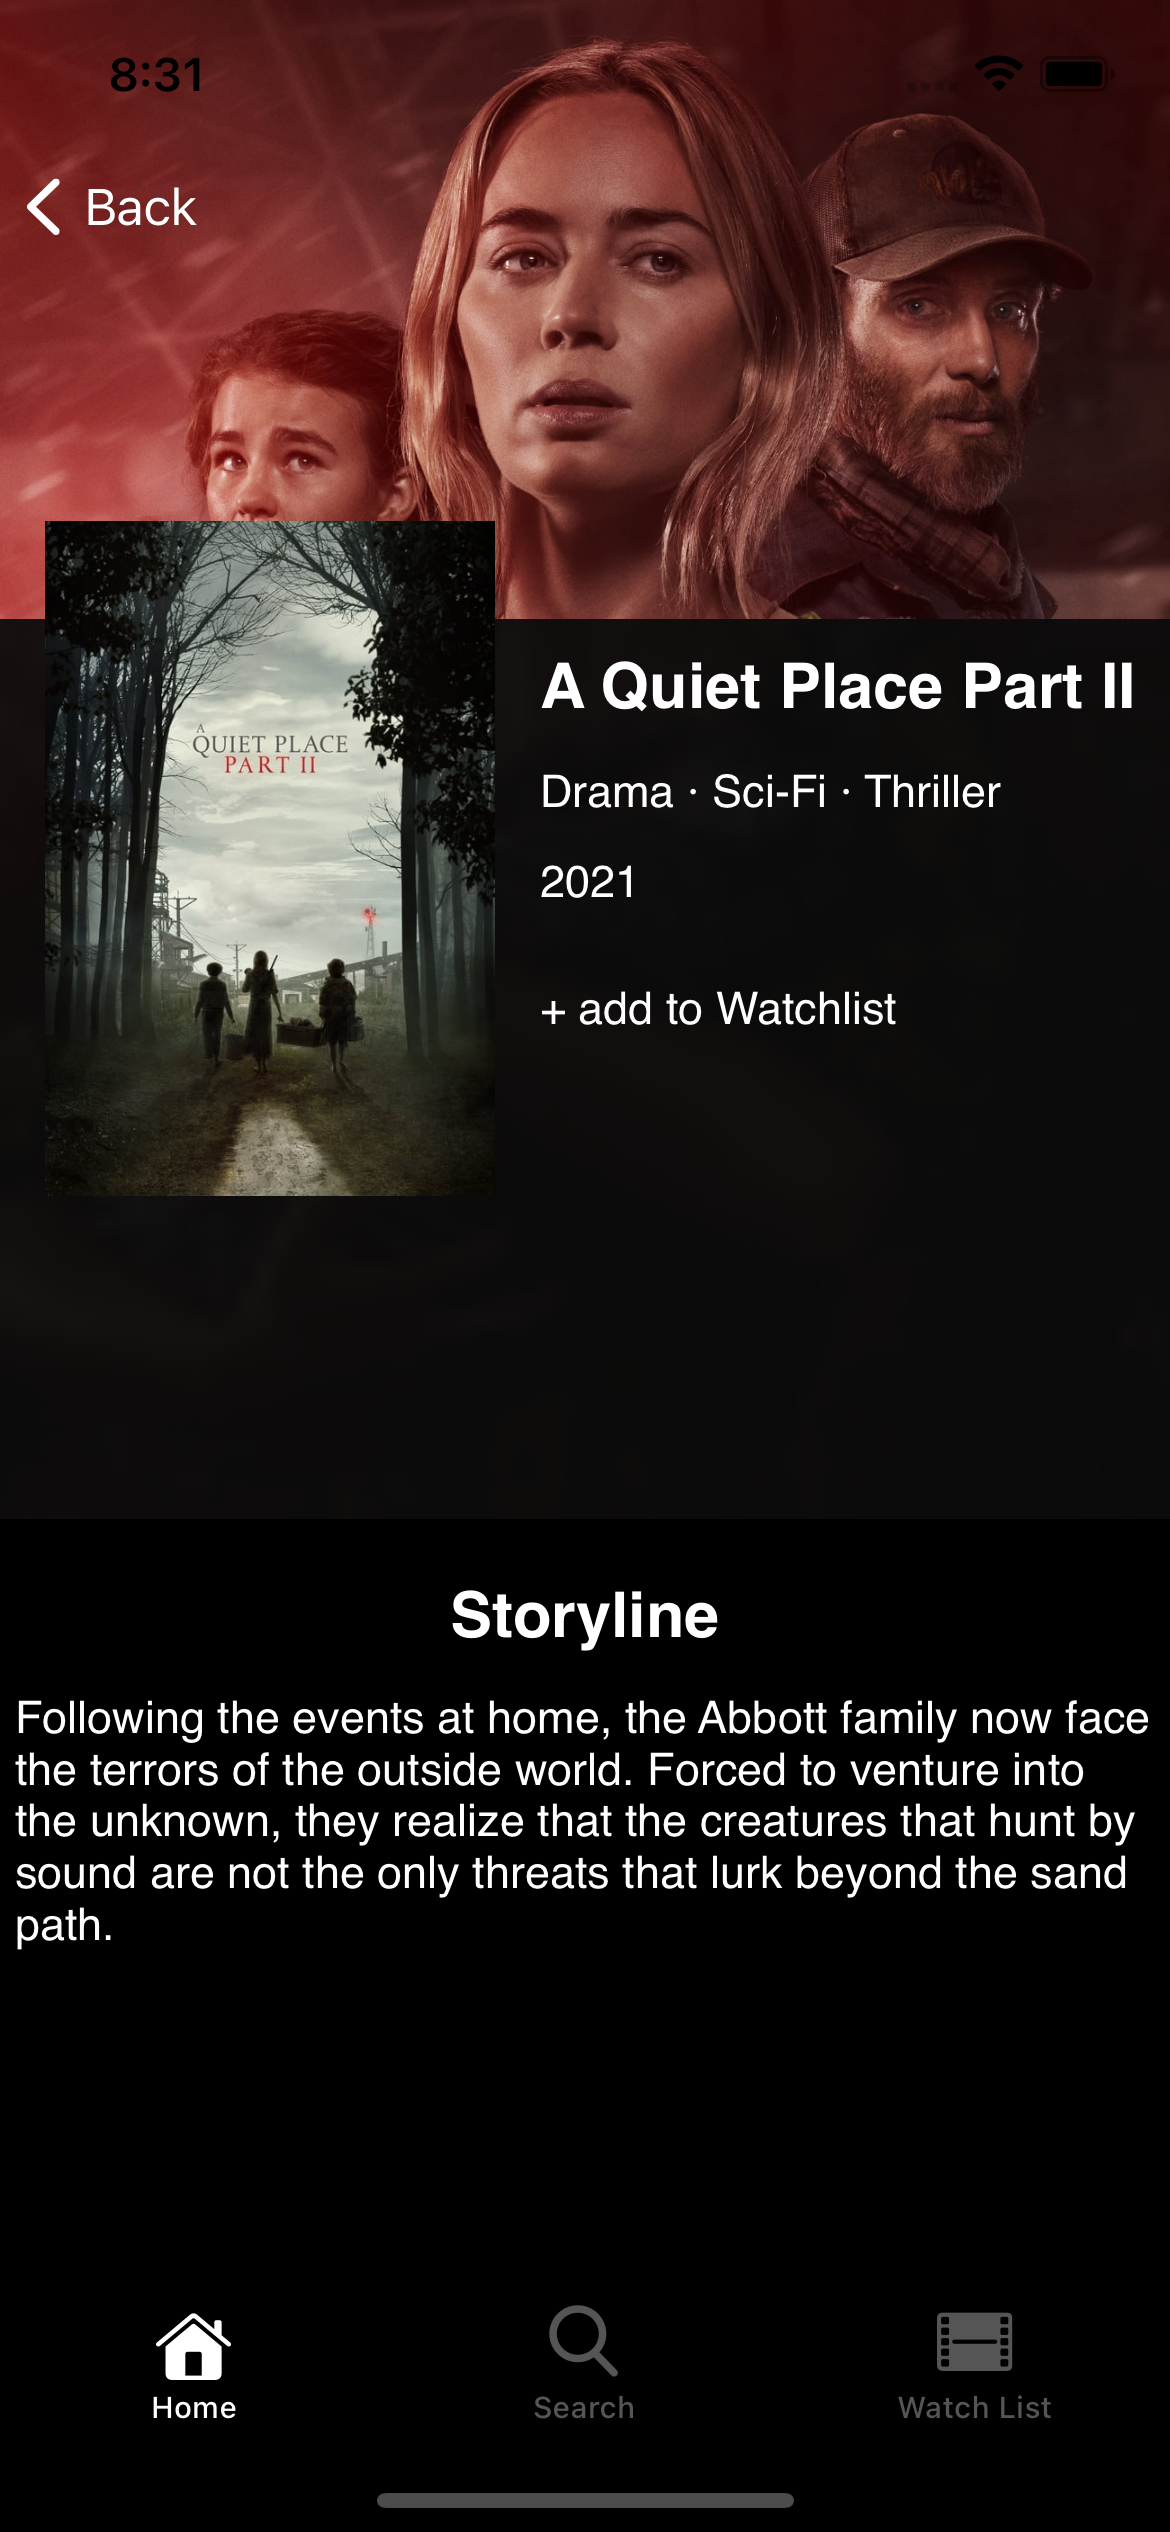 8:31
Back
A
QUIET PLACE
PART II
A Quiet Place Part II
Drama · Sci-Fi · Thriller
2021
+ add to Watchlist
Storyline
Following the events at home, the Abbott family now face
the terrors of the outside world. Forced to venture into
the unknown, they realize that the creatures that hunt by
sound are not the only threats that lurk beyond the sand
path.
Home
Search
Watch List